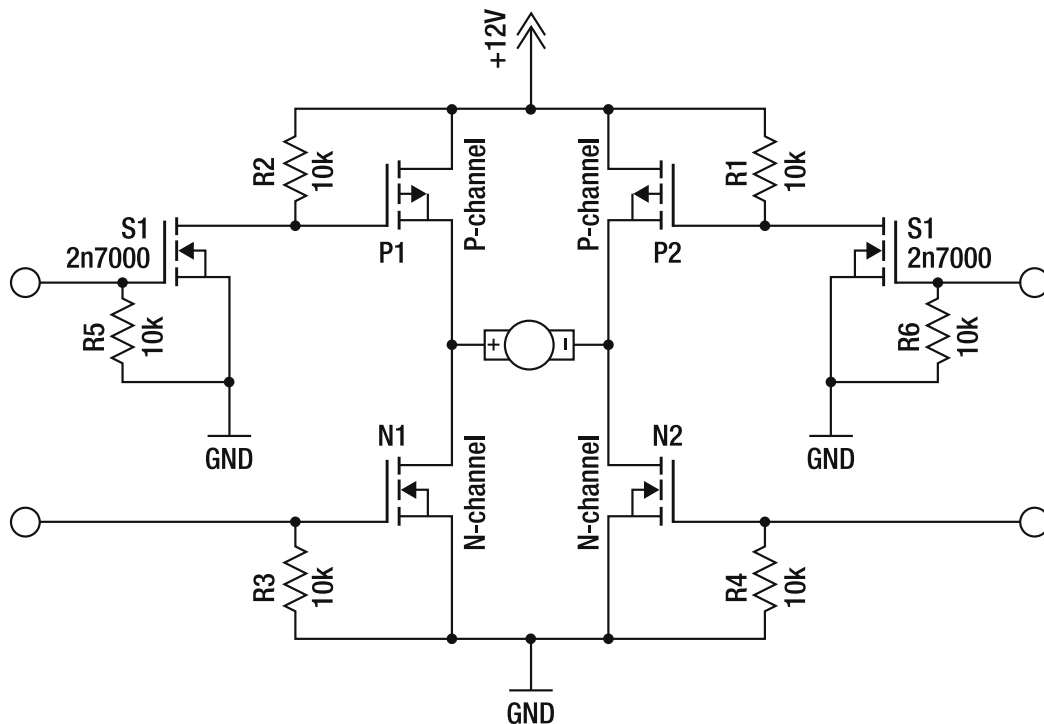 +12V
R2
10k
P-channel
P-channel
R1
10k
S1
2n7000
P1
P2
S1
2n7000
R5
10k
+
-
R6
10k
GND
GND
N1
N-channel
N-channel
N2
R3
10k
R4
10k
GND